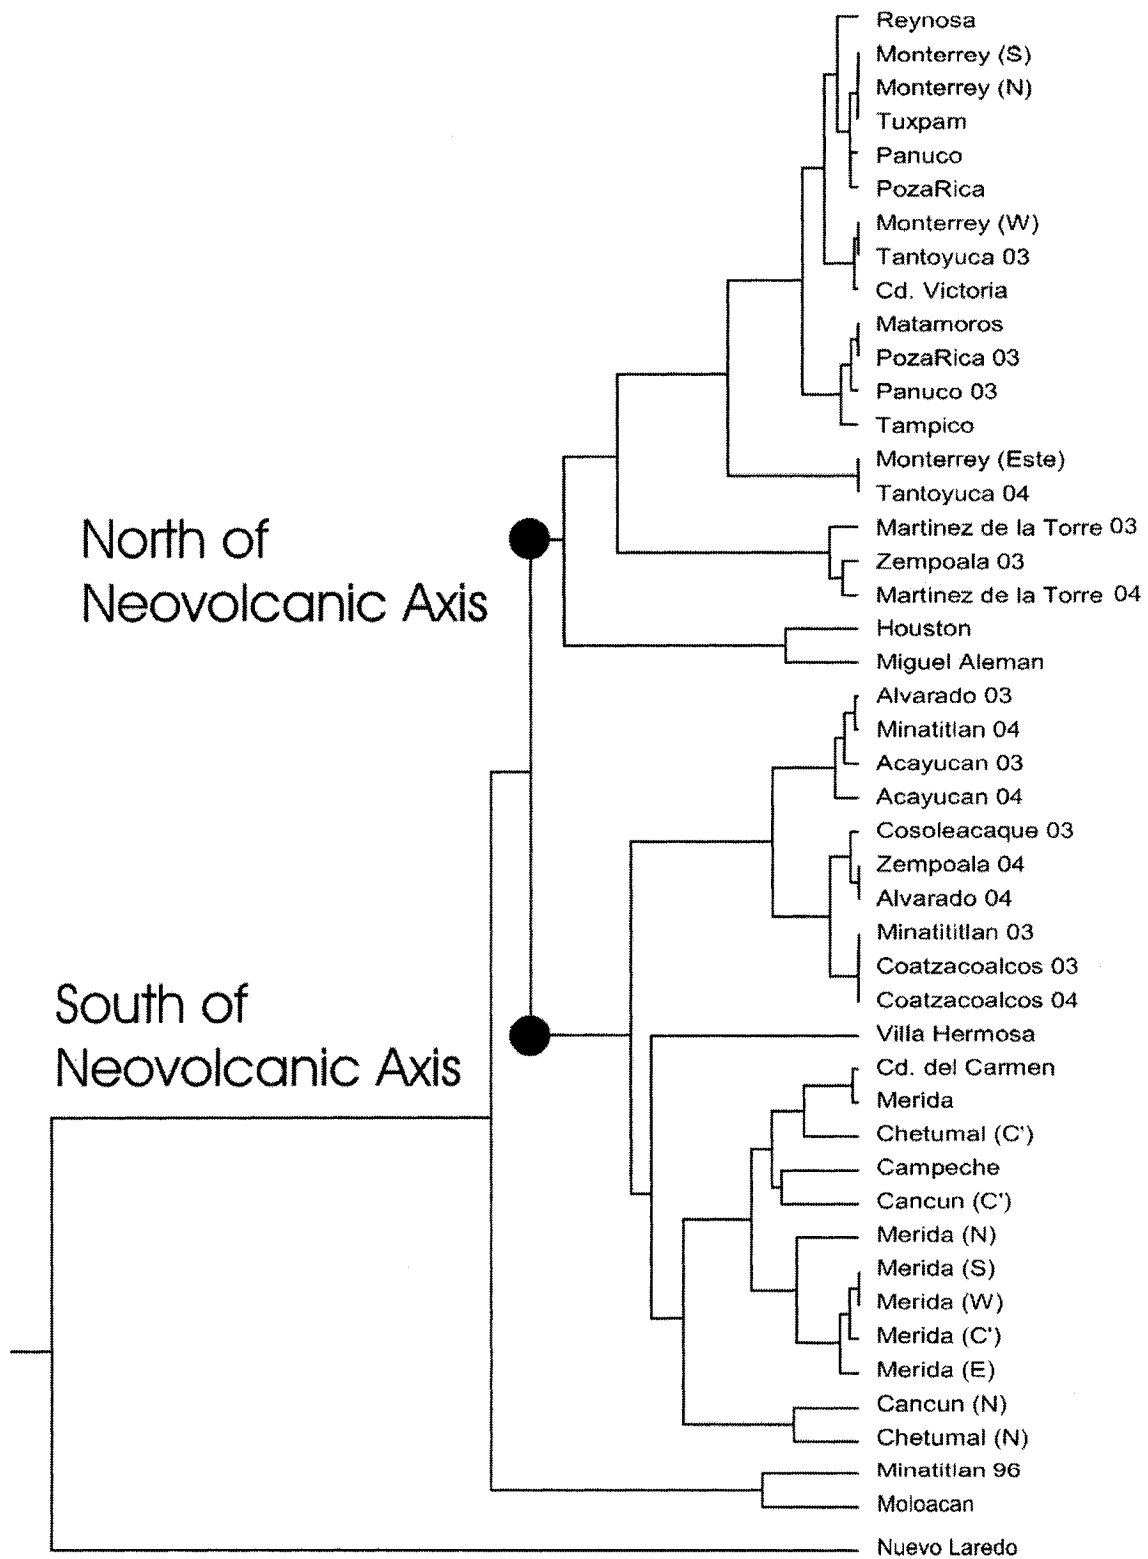 Reynosa
Monterrey (S)
Monterrey (N)
Tuxpam
Panuco
PozaRica
Monterrey (W)
Tantoyuca 03
Cd. Victoria
Matamoros
PozaRica 03
Panuco 03
Tampico
Monterrey (Este)
Tantoyuca 04
Martinez de la Torre 03
Zempoala 03
Martinez de la Torre 04
Houston
Miguel Aleman
North of
Neovolcanic Axis
Alvarado 03
Minatitlan 04
Acayucan 03
Acayucan 04
Cosoleacaque 03
Zempoala 04
Alvarado 04
Minatititlan 03
Coatzacoalcos 03
Coatzacoalcos 04
South of
Neovolcanic Axis
Villa Hermosa
Cd. del Carmen
Merida
Chetumal (C')
Campeche
Cancun (C')
Merida (N)
Merida (S)
Merida (W)
Merida (C')
Merida (E)
Cancun (N)
Chetumal (N)
Minatitlan 96
Moloacan
Nuevo Laredo